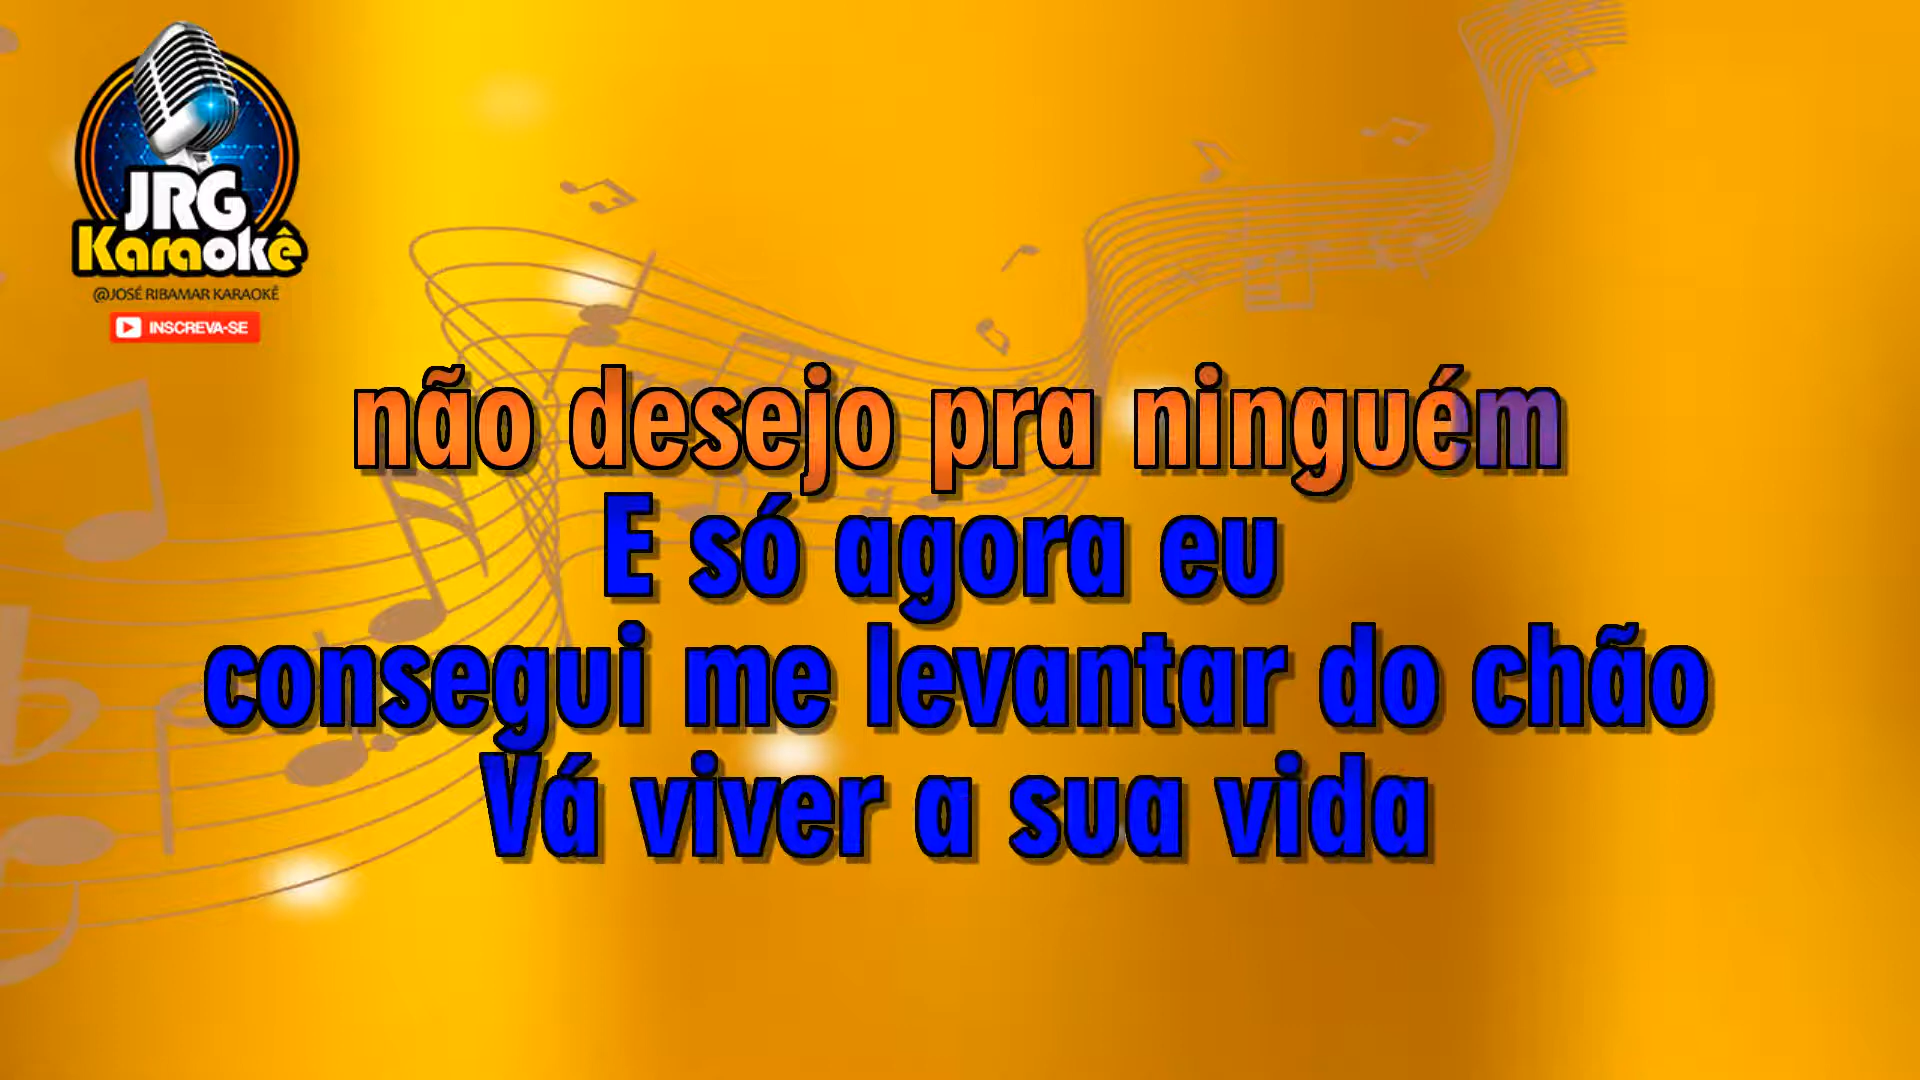 JRG
Karaokê
@JOSÉ RIBAMAR KARAOKÊ
INSCREVA-SE
não desejo pra ninguém
E só agora eu
consegui me levantar do chão
Vá viver a sua vida